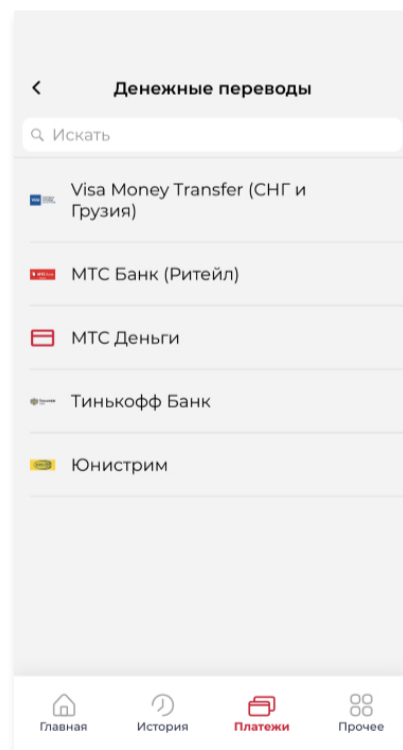 Денежные переводы
Искать
Visa Money Transfer (СНГ и
Грузия)
МТС Банк (Ритейл)
МТС Деньги
Тинькофф Банк
Юнистрим
Главная
История
Платежи
Прочее